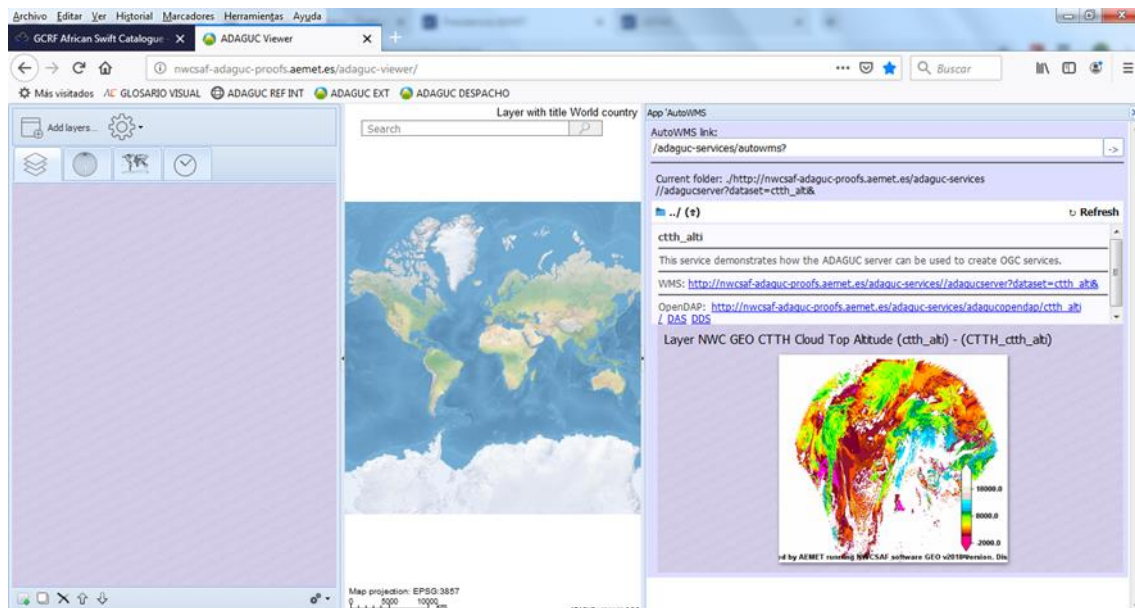 Archivo Editar Ver Historial Marcadores Herramientas Ayuda
GCRF African Swift Catalogue
ADAGUC Viewer
nwcsaf-adaguc-proofs.aemet.es/adaguc-viewer/
Buscar
Más visitados GLOSARIO VISUAL ADAGUC REF INT ADAGUC EXT ADAGUC DESPACHO
Add layers...
Layer with title World country
Search
App 'AutoWMS
AutoWMS link:
/adaguc-services/autowms?
->
Current folder: ./http://nwcsaf-adaguc-proofs.aemet.es/adaguc-services
//adagucserver?dataset=ctth_alti&
../ (↑)
Refresh
ctth_alti
This service demonstrates how the ADAGUC server can be used to create OGC services.
WMS: http://nwcsaf-adaguc-proofs.aemet.es/adaguc-services//adagucserver?dataset=ctth_alti&
OpenDAP: http://nwcsaf-adaguc-proofs.aemet.es/adaguc-services/adagucopendap/ctth_alti
/ DAS DDS
Layer NWC GEO CTTH Cloud Top Altitude (ctth_alti) - (CTTH_ctth_alti)
18000.0
8000.0
-2000.0
ed by AEMET running NWCSAF software GEO v2018 version. Dis
Map projection: EPSG:3857
0 5000 10000
km